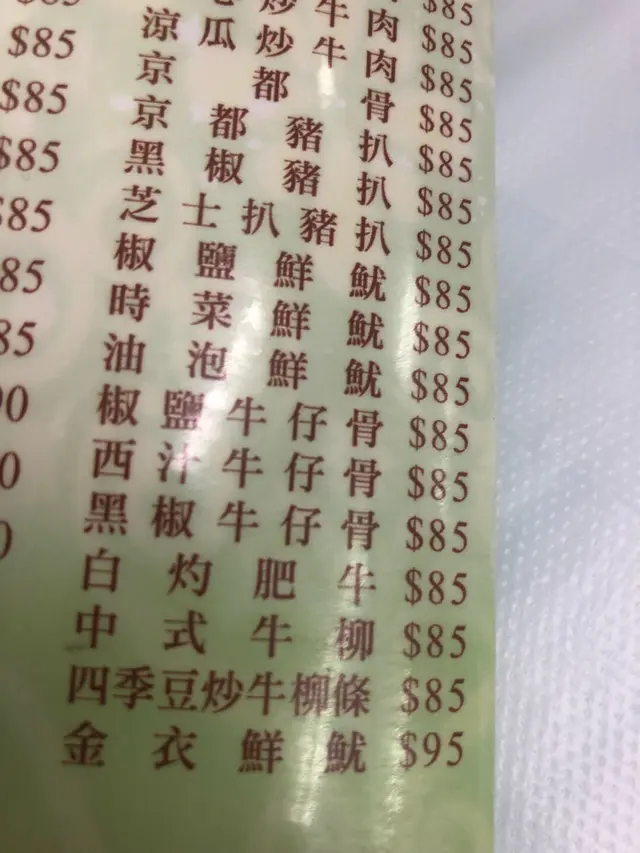 $85
炒牛肉 $85
涼瓜炒牛肉 $85
京都骨 $85
京都豬扒 $85
黑椒豬扒 $85
芝士扒豬扒 $85
椒鹽鮮魷 $85
時菜鮮魷 $85
油泡鮮魷 $85
椒鹽牛仔骨 $85
西汁牛仔骨 $85
黑椒牛仔骨 $85
白灼肥牛 $85
中式牛柳 $85
四季豆炒牛柳條 $85
金衣鮮魷 $95